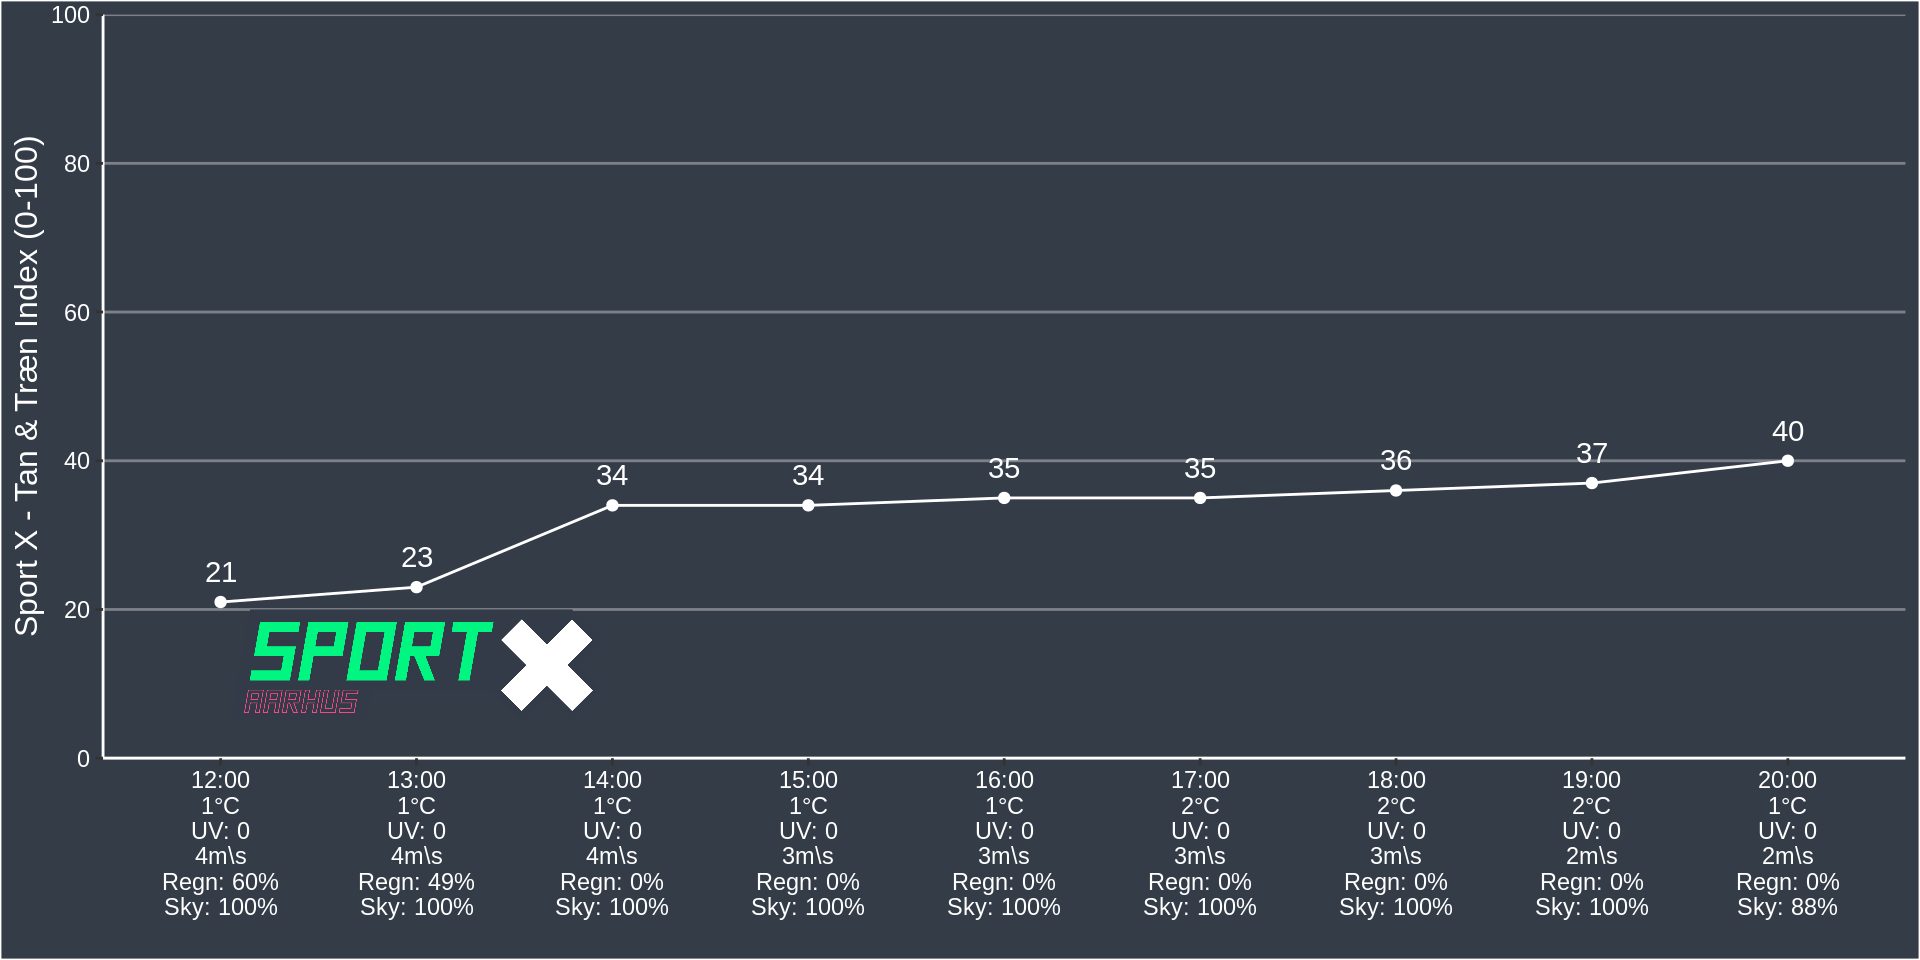 Sport X - Tan & Træn Index (0-100)
100
80
60
40
20
0
21
23
34
34
35
35
36
37
40
SPORT X
AARHUS
12:00 13:00 14:00 15:00 16:00 17:00 18:00 19:00 20:00
1°C 1°C 1°C 1°C 1°C 2°C 2°C 2°C 1°C
UV: 0 UV: 0 UV: 0 UV: 0 UV: 0 UV: 0 UV: 0 UV: 0 UV: 0
4m\s 4m\s 4m\s 3m\s 3m\s 3m\s 3m\s 2m\s 2m\s
Regn: 60% Regn: 49% Regn: 0% Regn: 0% Regn: 0% Regn: 0% Regn: 0% Regn: 0% Regn: 0%
Sky: 100% Sky: 100% Sky: 100% Sky: 100% Sky: 100% Sky: 100% Sky: 100% Sky: 100% Sky: 88%